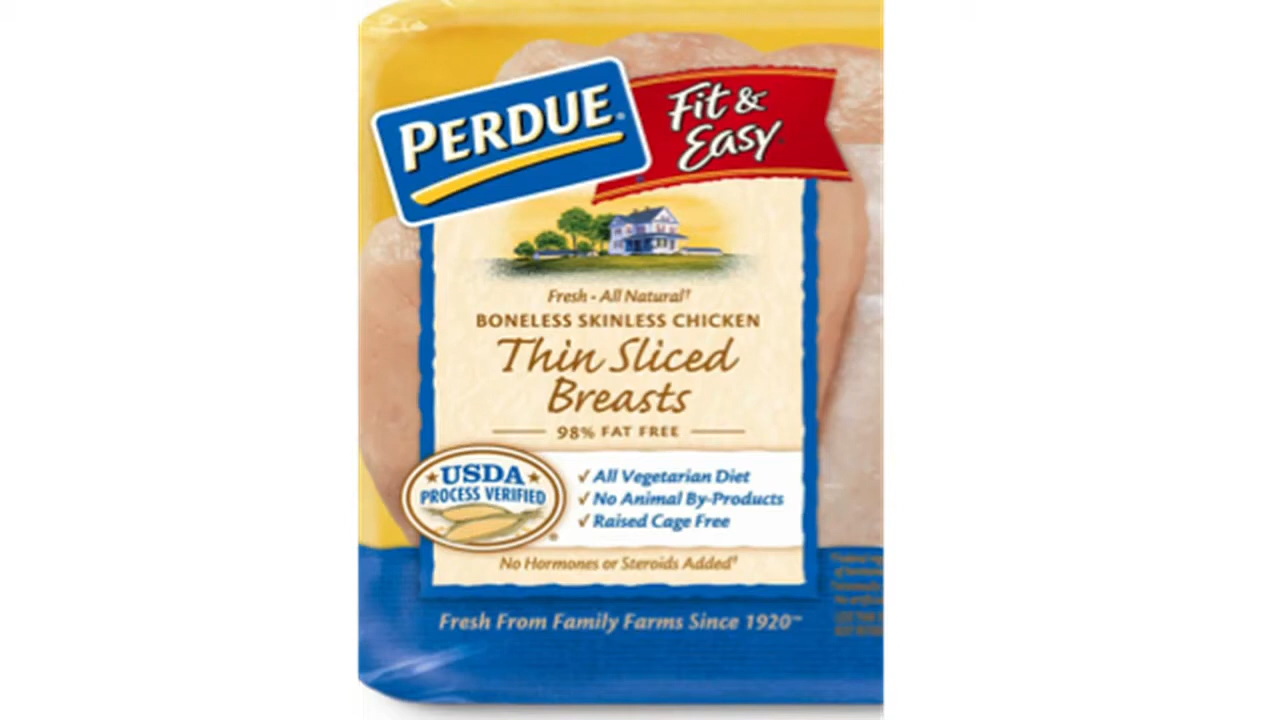 PERDUE®
Fit &
Easy
Fresh - All Natural†
BONELESS SKINLESS CHICKEN
Thin Sliced
Breasts
98% FAT FREE
USDA
PROCESS VERIFIED
✓ All Vegetarian Diet
✓ No Animal By-Products
✓ Raised Cage Free
No Hormones or Steroids Added‡
Fresh From Family Farms Since 1920™